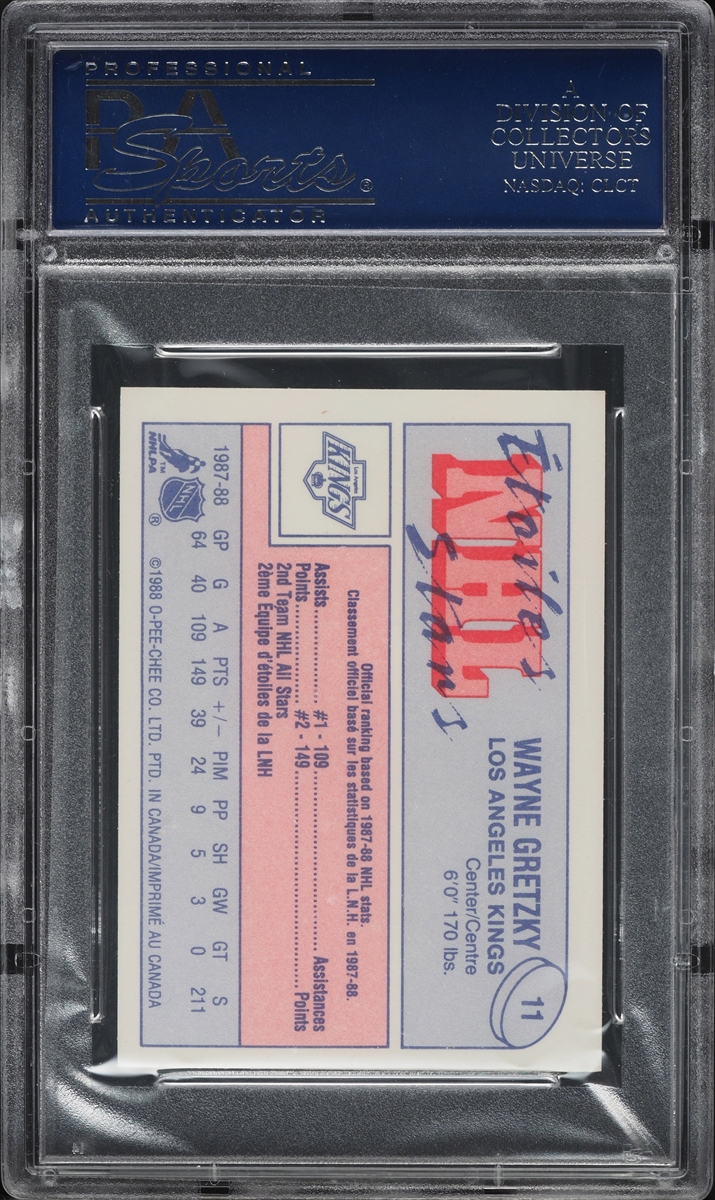 PROFESSIONAL
PSA
Sports®
AUTHENTICATOR
A
DIVISION OF
COLLECTORS
UNIVERSE
NASDAQ: CLCT
Étoiles
NHL
Stars
11
WAYNE GRETZKY
LOS ANGELES KINGS
Center/Centre
6'0" 170 lbs.
Los Angeles
KINGS
Official ranking based on 1987-88 NHL stats.
Classement officiel basé sur les statistiques de la L.N.H. en 1987-88.
Assists.................... #1 - 109.................... Assistances
Points.................... #2 - 149.................... Points
2nd Team NHL All Stars
2ème Équipe d'étoiles de la LNH
1987-88 GP G A PTS +/− PIM PP SH GW GT S
64 40 109 149 39 24 9 5 3 0 211
NHLPA ™ NHL ® ©1988 O-PEE-CHEE CO. LTD. PTD. IN CANADA/IMPRIMÉ AU CANADA